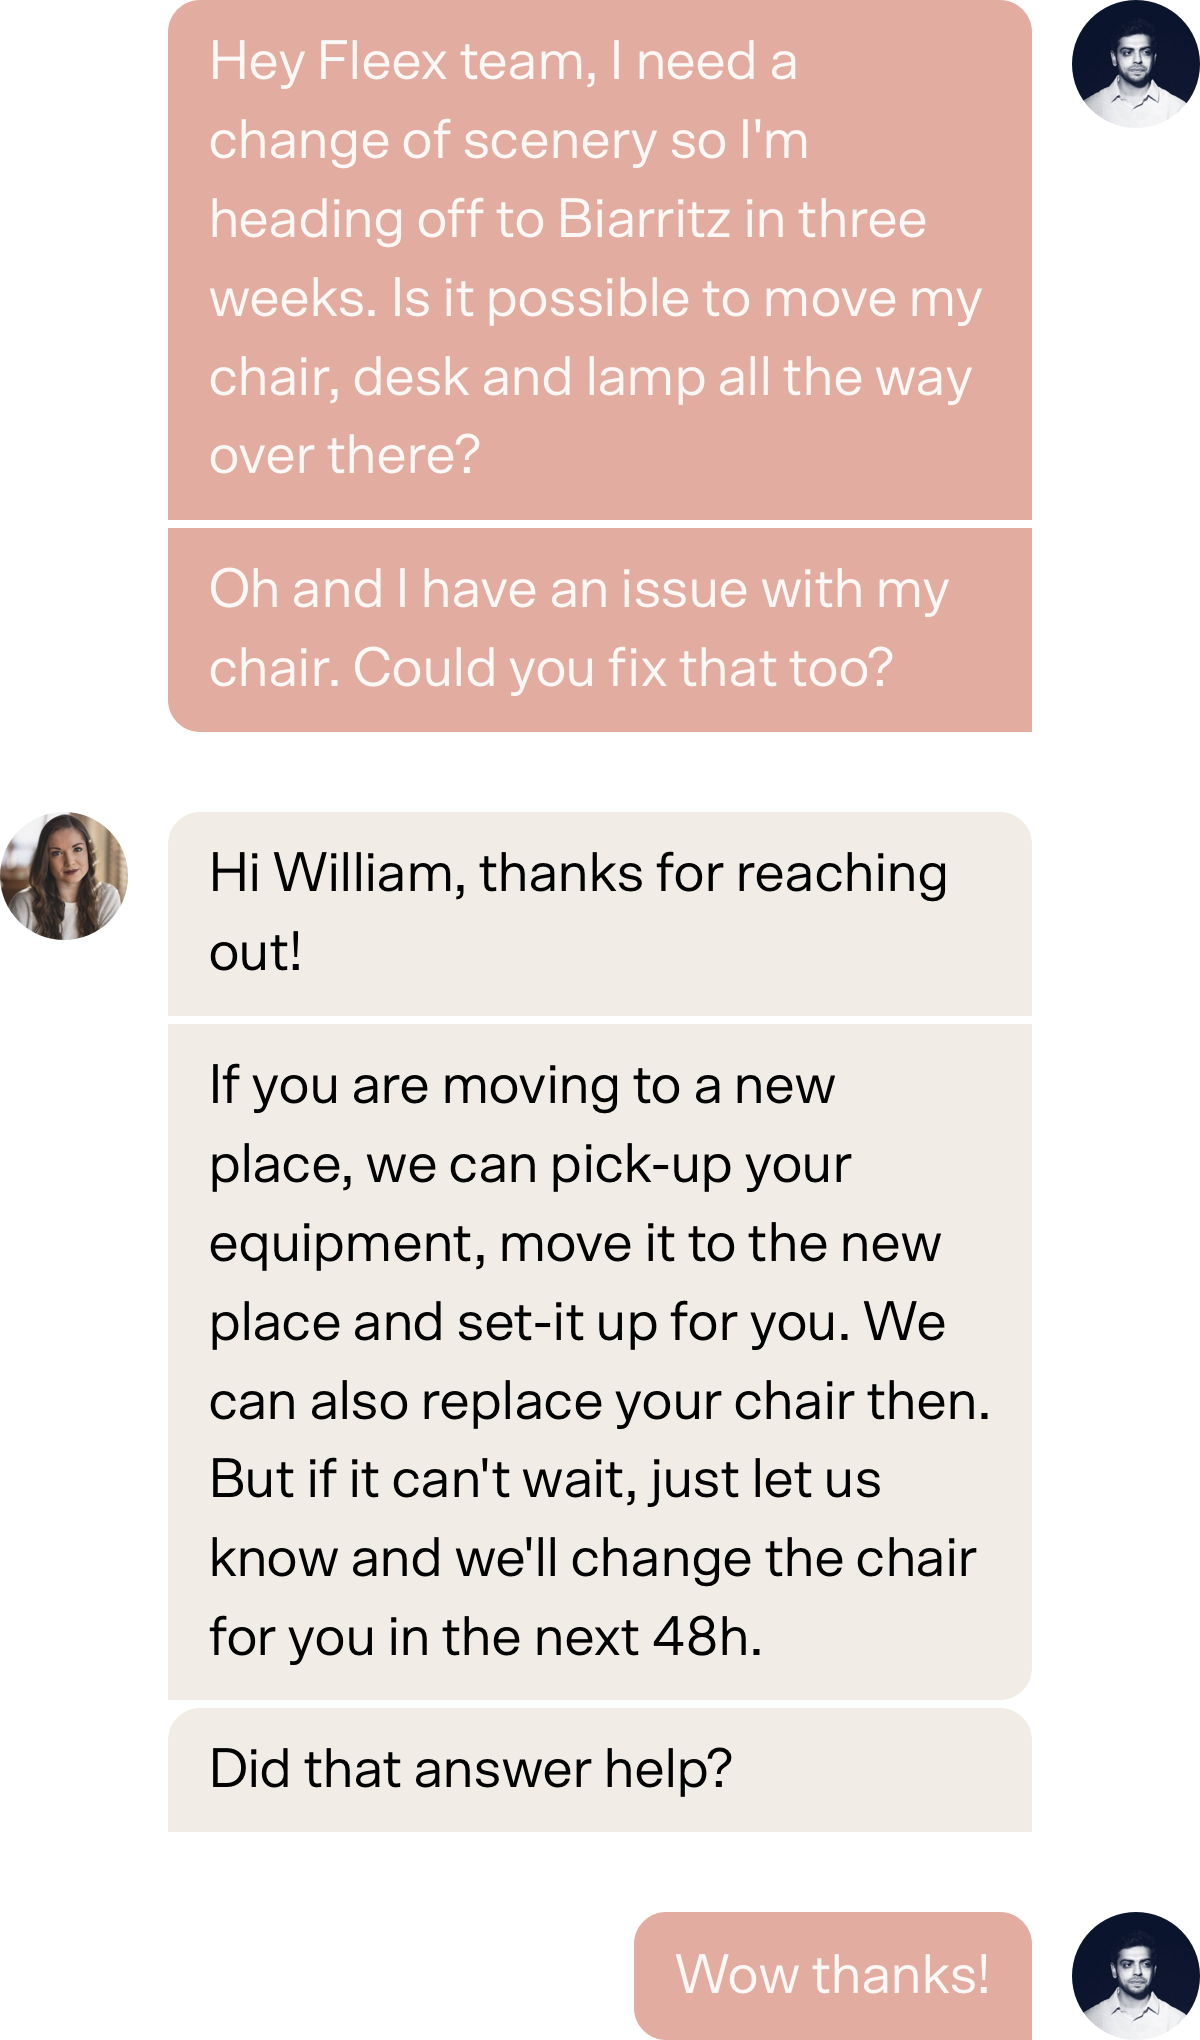 Hey Fleex team, I need a
change of scenery so I'm
heading off to Biarritz in three
weeks. Is it possible to move my
chair, desk and lamp all the way
over there?
Oh and I have an issue with my
chair. Could you fix that too?
Hi William, thanks for reaching
out!
If you are moving to a new
place, we can pick-up your
equipment, move it to the new
place and set-it up for you. We
can also replace your chair then.
But if it can't wait, just let us
know and we'll change the chair
for you in the next 48h.
Did that answer help?
Wow thanks!